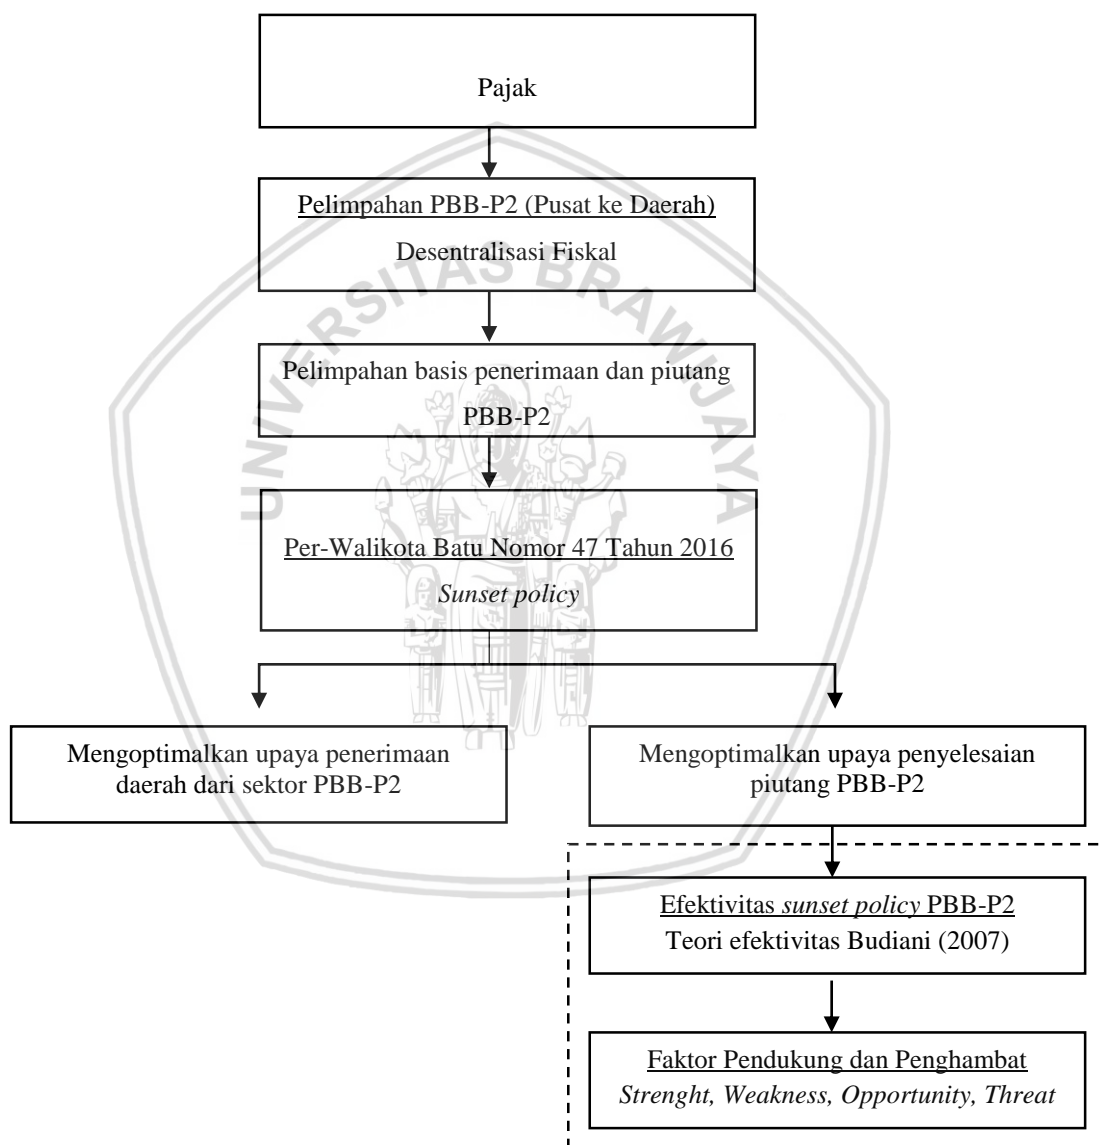 Pajak
Pelimpahan PBB-P2 (Pusat ke Daerah)
Desentralisasi Fiskal
UNIVERSITAS BRAWIJAYA
Pelimpahan basis penerimaan dan piutang
PBB-P2
Per-Walikota Batu Nomor 47 Tahun 2016
Sunset policy
Mengoptimalkan upaya penerimaan
daerah dari sektor PBB-P2
Mengoptimalkan upaya penyelesaian
piutang PBB-P2
Efektivitas sunset policy PBB-P2
Teori efektivitas Budiani (2007)
Faktor Pendukung dan Penghambat
Strenght, Weakness, Opportunity, Threat